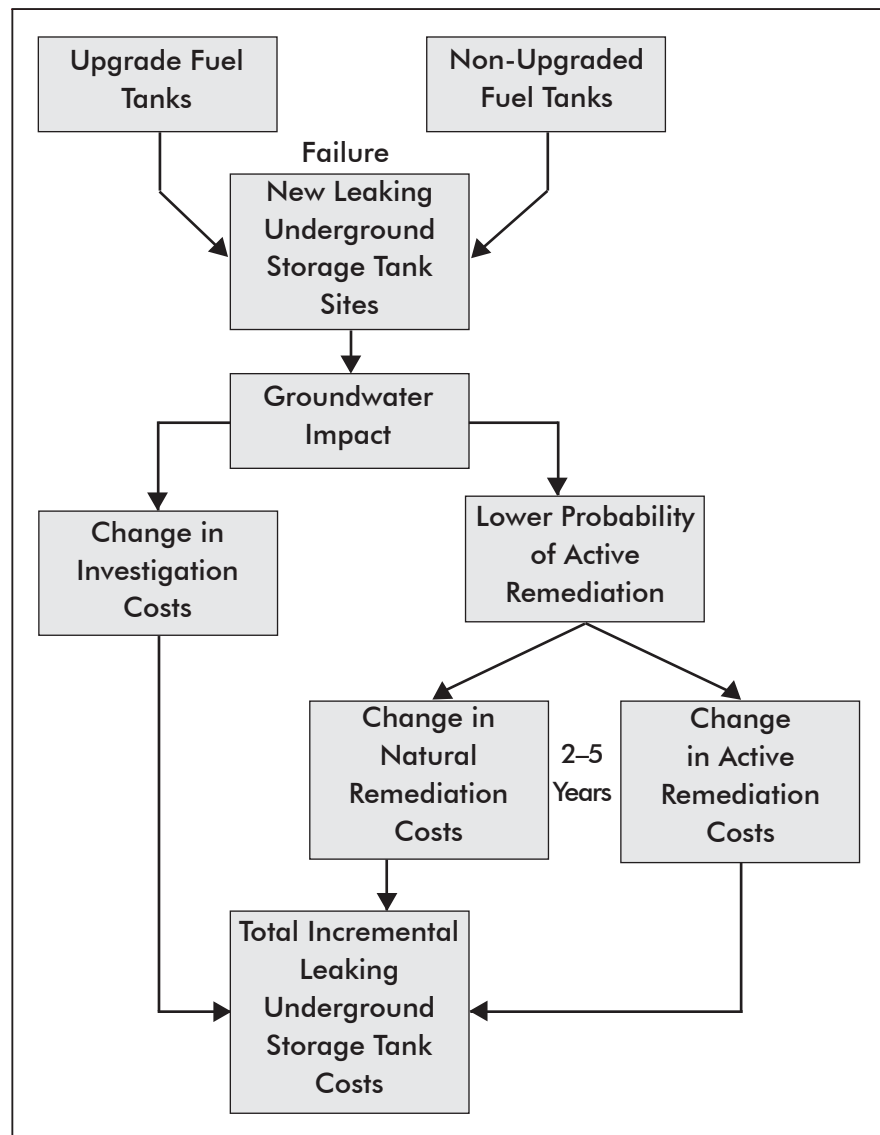 Upgrade Fuel
Tanks
Non-Upgraded
Fuel Tanks
Failure
New Leaking
Underground
Storage Tank
Sites
Groundwater
Impact
Change in
Investigation
Costs
Lower Probability
of Active
Remediation
Change in
Natural
Remediation
Costs
2–5
Years
Change
in Active
Remediation
Costs
Total Incremental
Leaking
Underground
Storage Tank
Costs